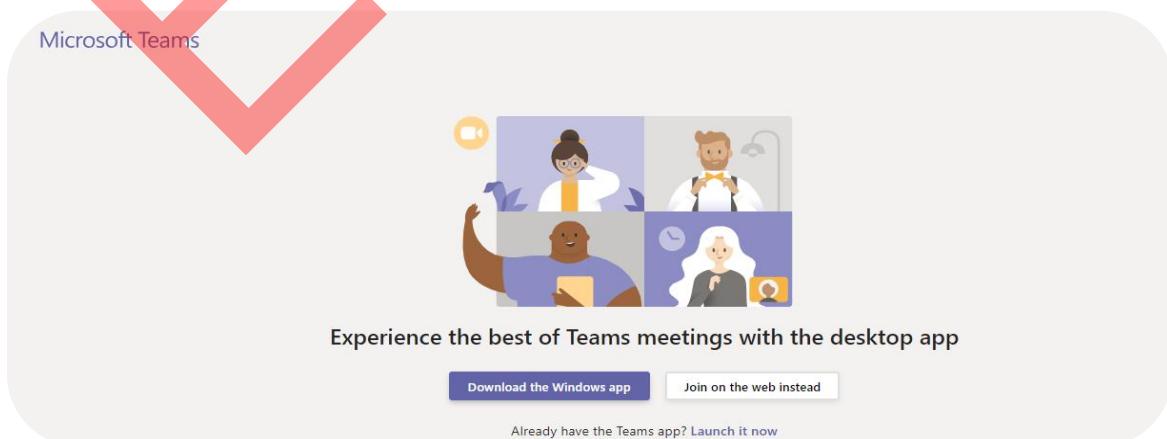 Microsoft Teams
Experience the best of Teams meetings with the desktop app
Download the Windows app
Join on the web instead
Already have the Teams app? Launch it now